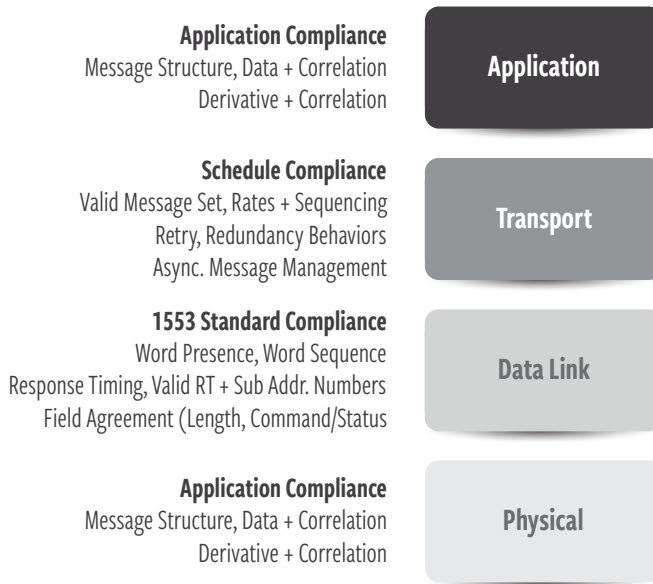 Application Compliance
Message Structure, Data + Correlation
Derivative + Correlation
Application
Schedule Compliance
Valid Message Set, Rates + Sequencing
Retry, Redundancy Behaviors
Async. Message Management
Transport
1553 Standard Compliance
Word Presence, Word Sequence
Response Timing, Valid RT + Sub Addr. Numbers
Field Agreement (Length, Command/Status
Data Link
Application Compliance
Message Structure, Data + Correlation
Derivative + Correlation
Physical